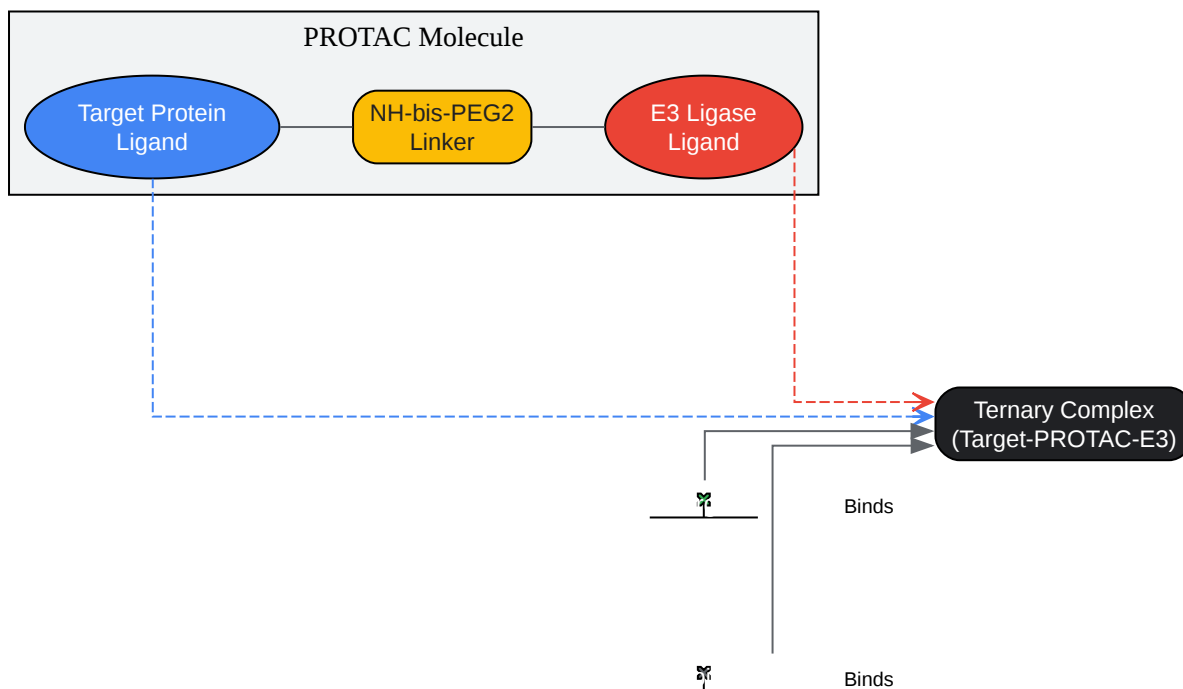 PROTAC Molecule
Target Protein
Ligand
NH-bis-PEG2
Linker
E3 Ligase
Ligand
Ternary Complex
(Target-PROTAC-E3)
Binds
Binds